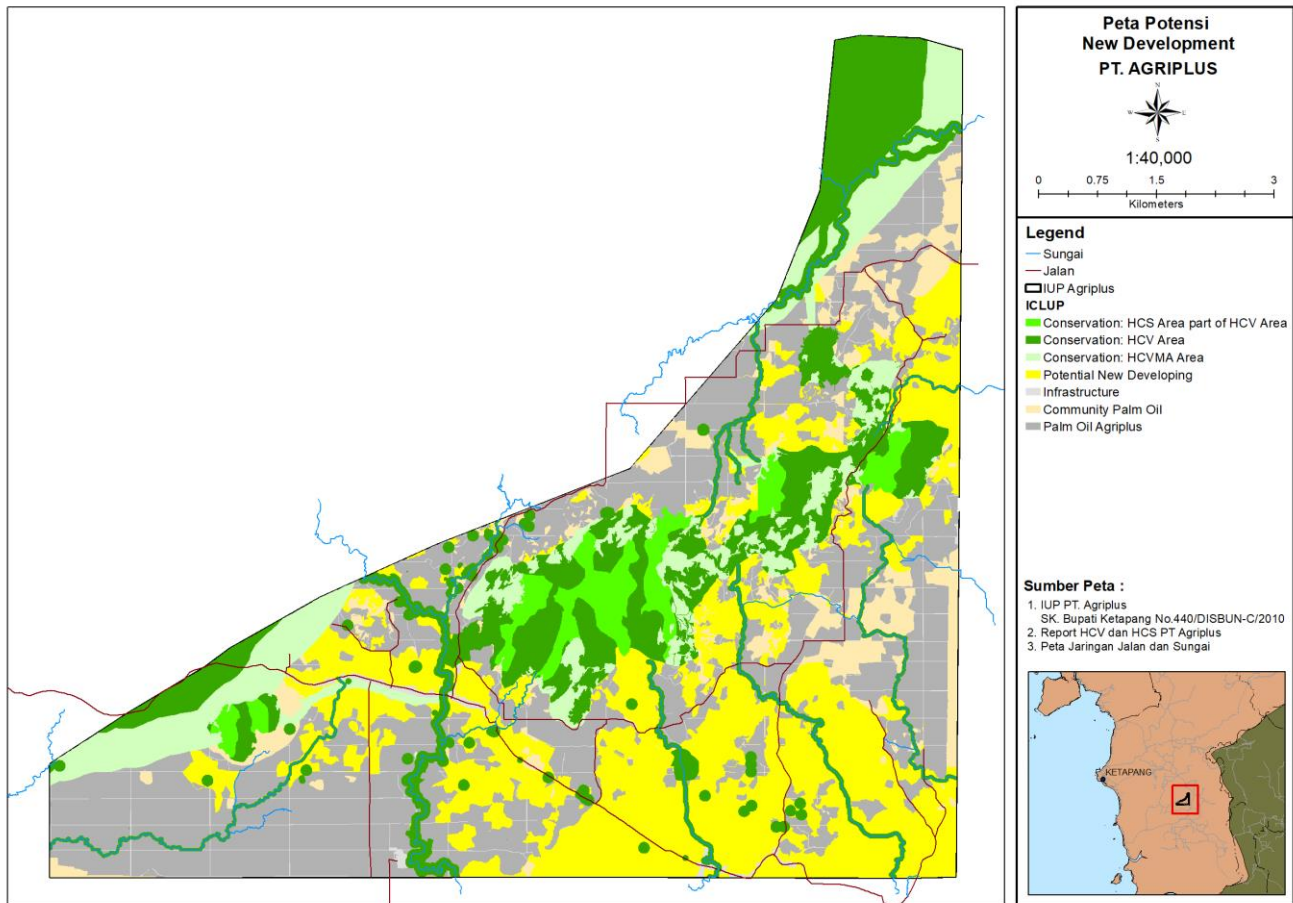 Peta Potensi
New Development
PT. AGRIPLUS
N
W
E
S
1:40,000
0 0.75 1.5 3
Kilometers
Legend
Sungai
Jalan
IUP Agriplus
ICLUP
Conservation: HCS Area part of HCV Area
Conservation: HCV Area
Conservation: HCVMA Area
Potential New Developing
Infrastructure
Community Palm Oil
Palm Oil Agriplus
Sumber Peta :
1. IUP PT. Agriplus
SK. Bupati Ketapang No.440/DISBUN-C/2010
2. Report HCV dan HCS PT Agriplus
3. Peta Jaringan Jalan dan Sungai
KETAPANG